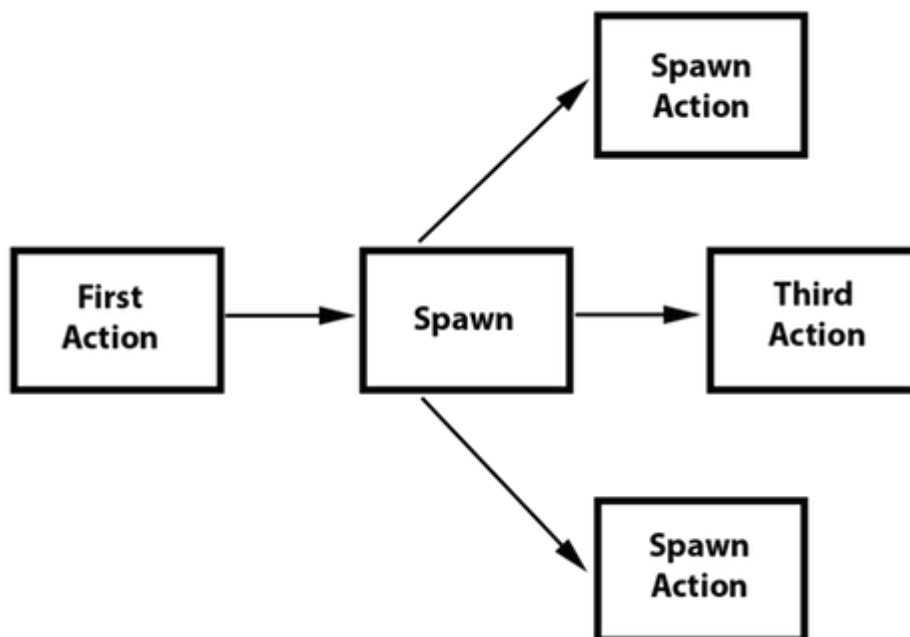 Spawn
Action
First
Action
Spawn
Third
Action
Spawn
Action